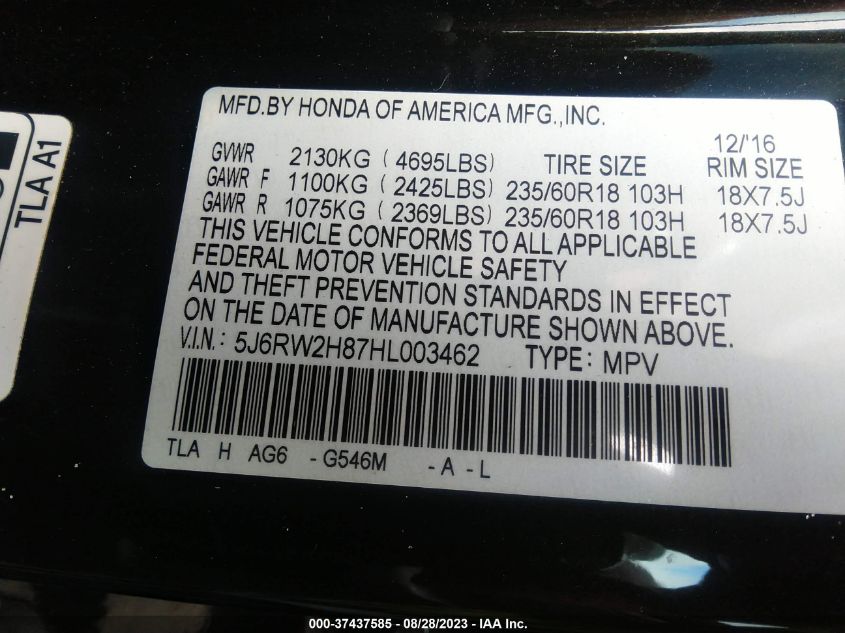 MFD.BY HONDA OF AMERICA MFG.,INC.
12/'16
GVWR 2130KG ( 4695LBS) TIRE SIZE RIM SIZE
GAWR F 1100KG ( 2425LBS) 235/60R18 103H 18X7.5J
GAWR R 1075KG ( 2369LBS) 235/60R18 103H 18X7.5J
THIS VEHICLE CONFORMS TO ALL APPLICABLE
FEDERAL MOTOR VEHICLE SAFETY
AND THEFT PREVENTION STANDARDS IN EFFECT
ON THE DATE OF MANUFACTURE SHOWN ABOVE.
V.I.N.: 5J6RW2H87HL003462 TYPE: MPV
TLA H AG6 -G546M -A -L
TLA A1
000-37437585 - 08/28/2023 - IAA Inc.